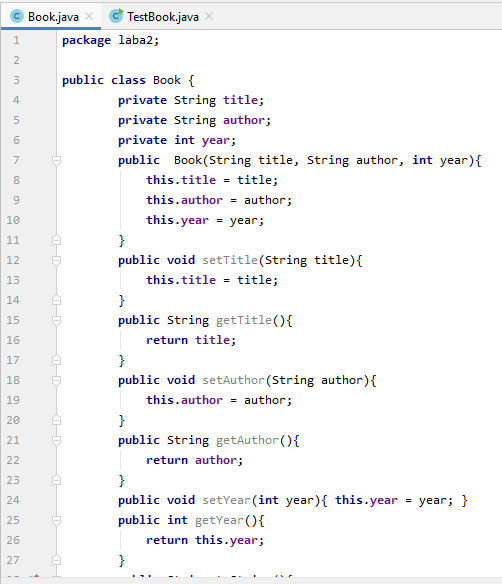 Book.java × TestBook.java ×
1 package laba2;
2
3 public class Book {
4 private String title;
5 private String author;
6 private int year;
7 public  Book(String title, String author, int year){
8 this.title = title;
9 this.author = author;
10 this.year = year;
11 }
12 public void setTitle(String title){
13 this.title = title;
14 }
15 public String getTitle(){
16 return title;
17 }
18 public void setAuthor(String author){
19 this.author = author;
20 }
21 public String getAuthor(){
22 return author;
23 }
24 public void setYear(int year){ this.year = year; }
25 public int getYear(){
26 return this.year;
27 }